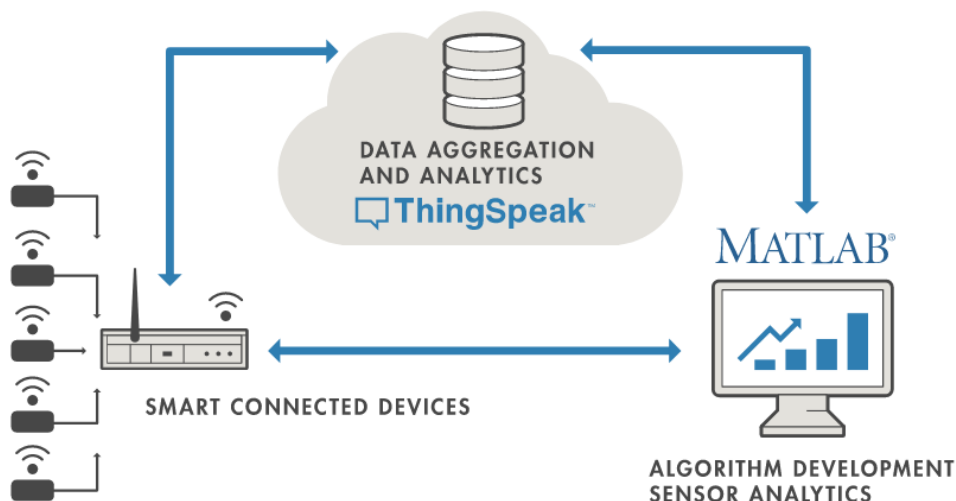 DATA AGGREGATION
AND ANALYTICS
ThingSpeak™
MATLAB®
SMART CONNECTED DEVICES
ALGORITHM DEVELOPMENT
SENSOR ANALYTICS